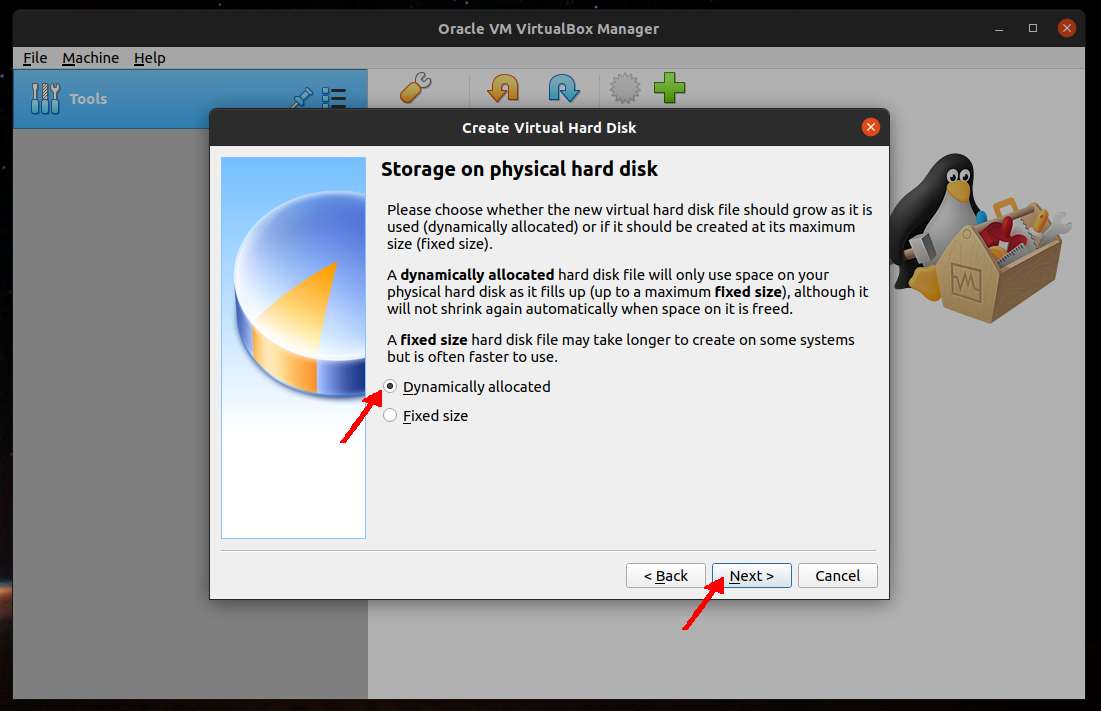 Oracle VM VirtualBox Manager
File Machine Help
Tools
Create Virtual Hard Disk
Storage on physical hard disk
Please choose whether the new virtual hard disk file should grow as it is
used (dynamically allocated) or if it should be created at its maximum
size (fixed size).
A dynamically allocated hard disk file will only use space on your
physical hard disk as it fills up (up to a maximum fixed size), although it
will not shrink again automatically when space on it is freed.
A fixed size hard disk file may take longer to create on some systems
but is often faster to use.
Dynamically allocated
Fixed size
< Back Next > Cancel